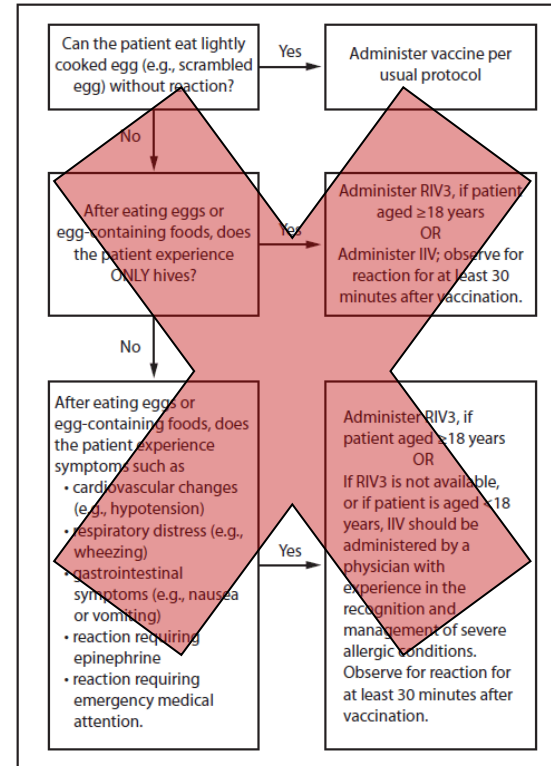 Can the patient eat lightly
cooked egg (e.g., scrambled
egg) without reaction?
Yes
Administer vaccine per
usual protocol
No
After eating eggs or
egg-containing foods, does
the patient experience
ONLY hives?
Yes
Administer RIV3, if patient
aged ≥18 years
OR
Administer IIV; observe for
reaction for at least 30
minutes after vaccination.
No
After eating eggs or
egg-containing foods, does
the patient experience
symptoms such as
• cardiovascular changes
(e.g., hypotension)
• respiratory distress (e.g.,
wheezing)
• gastrointestinal
symptoms (e.g., nausea
or vomiting)
• reaction requiring
epinephrine
• reaction requiring
emergency medical
attention.
Yes
Administer RIV3, if
patient aged ≥18 years
OR
If RIV3 is not available,
or if patient is aged <18
years, IIV should be
administered by a
physician with
experience in the
recognition and
management of severe
allergic conditions.
Observe for reaction for
at least 30 minutes after
vaccination.